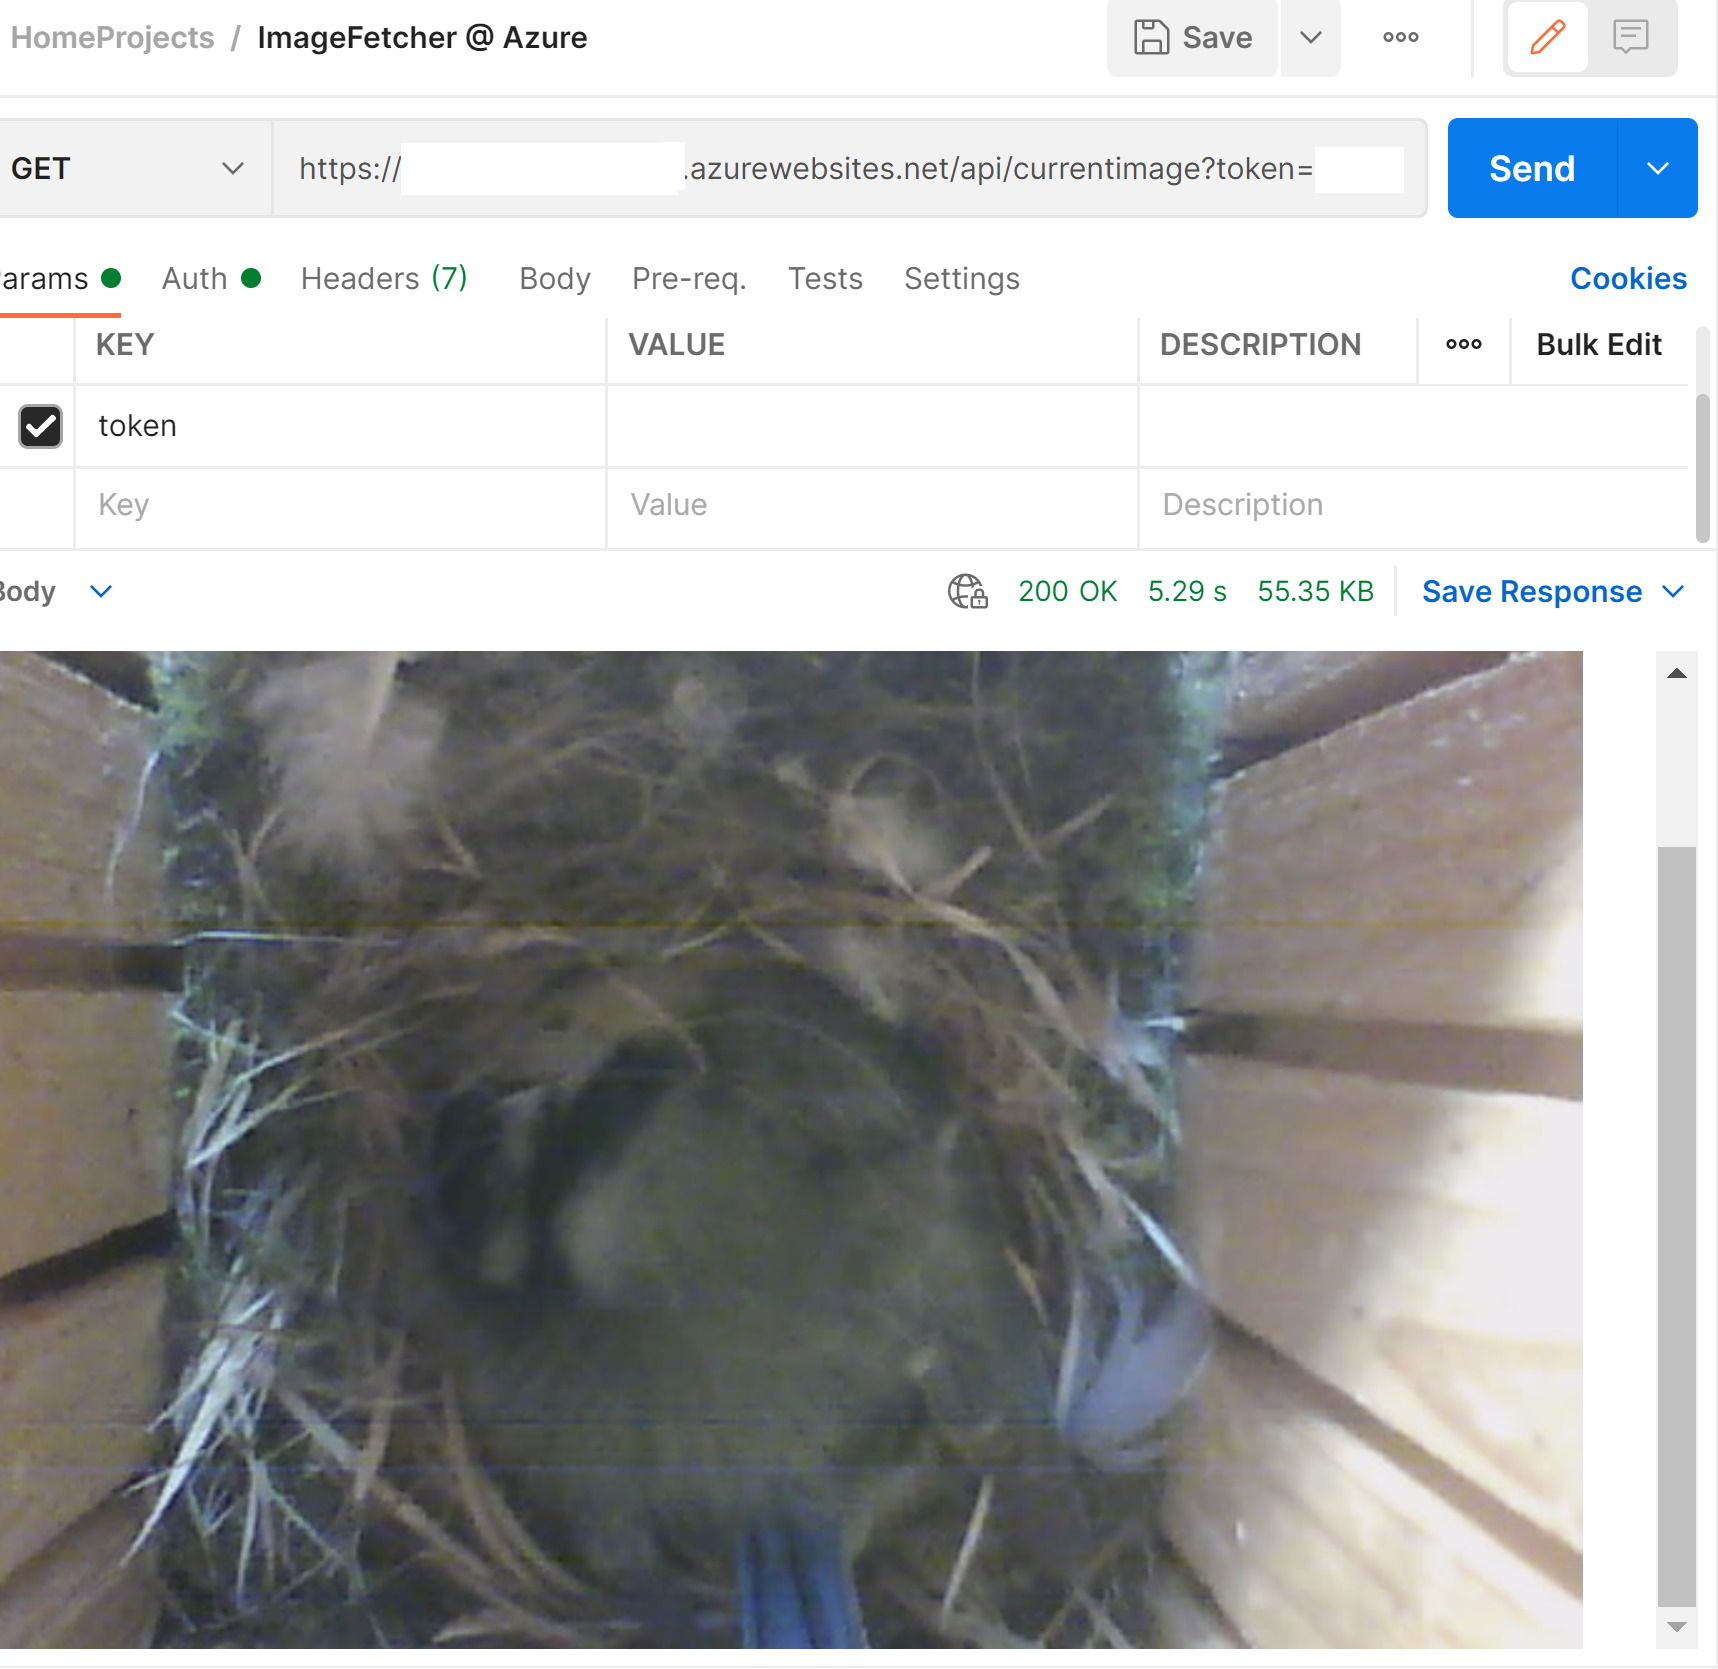 HomeProjects / ImageFetcher @ Azure
Save
GET
https:// .azurewebsites.net/api/currentimage?token=
Send
arams
Auth
Headers (7)
Body
Pre-req.
Tests
Settings
Cookies
KEY
VALUE
DESCRIPTION
Bulk Edit
token
Key
Value
Description
Body
200 OK
5.29 s
55.35 KB
Save Response